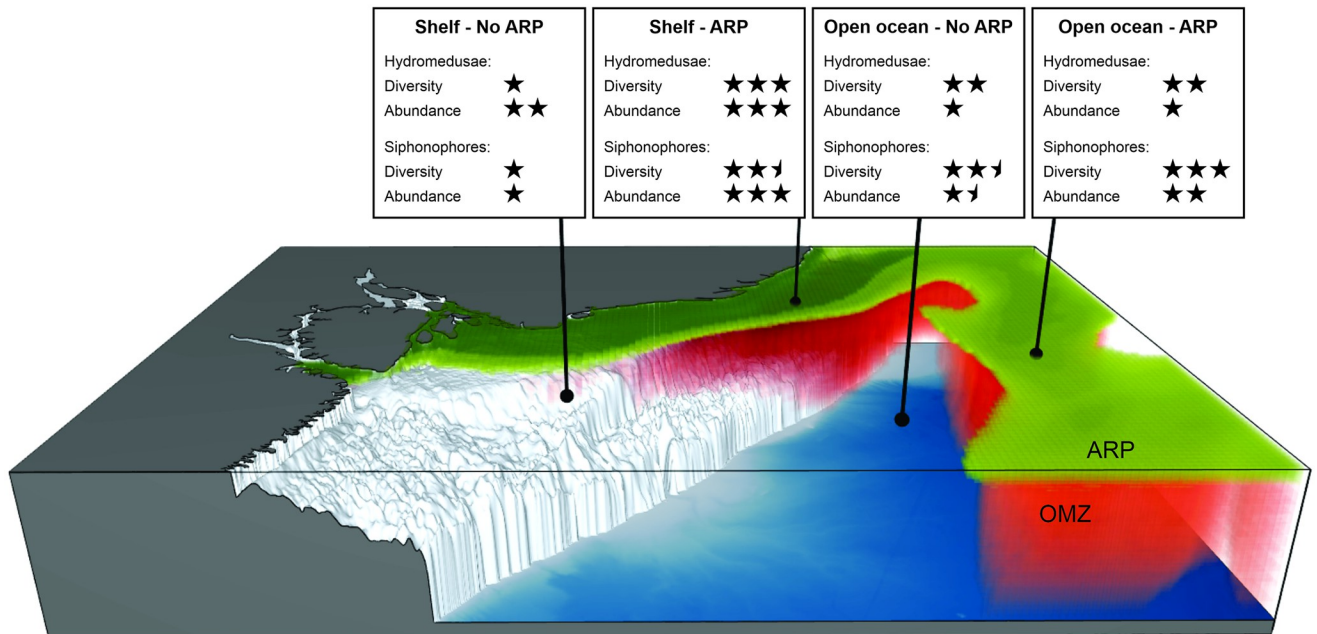 Shelf - No ARP
Hydromedusae:
Diversity ★
Abundance ★★
Siphonophores:
Diversity ★
Abundance ★
Shelf - ARP
Hydromedusae:
Diversity ★★★
Abundance ★★★
Siphonophores:
Diversity ★★⯨
Abundance ★★★
Open ocean - No ARP
Hydromedusae:
Diversity ★★
Abundance ★
Siphonophores:
Diversity ★★⯨
Abundance ★⯨
Open ocean - ARP
Hydromedusae:
Diversity ★★
Abundance ★
Siphonophores:
Diversity ★★★
Abundance ★★
ARP
OMZ